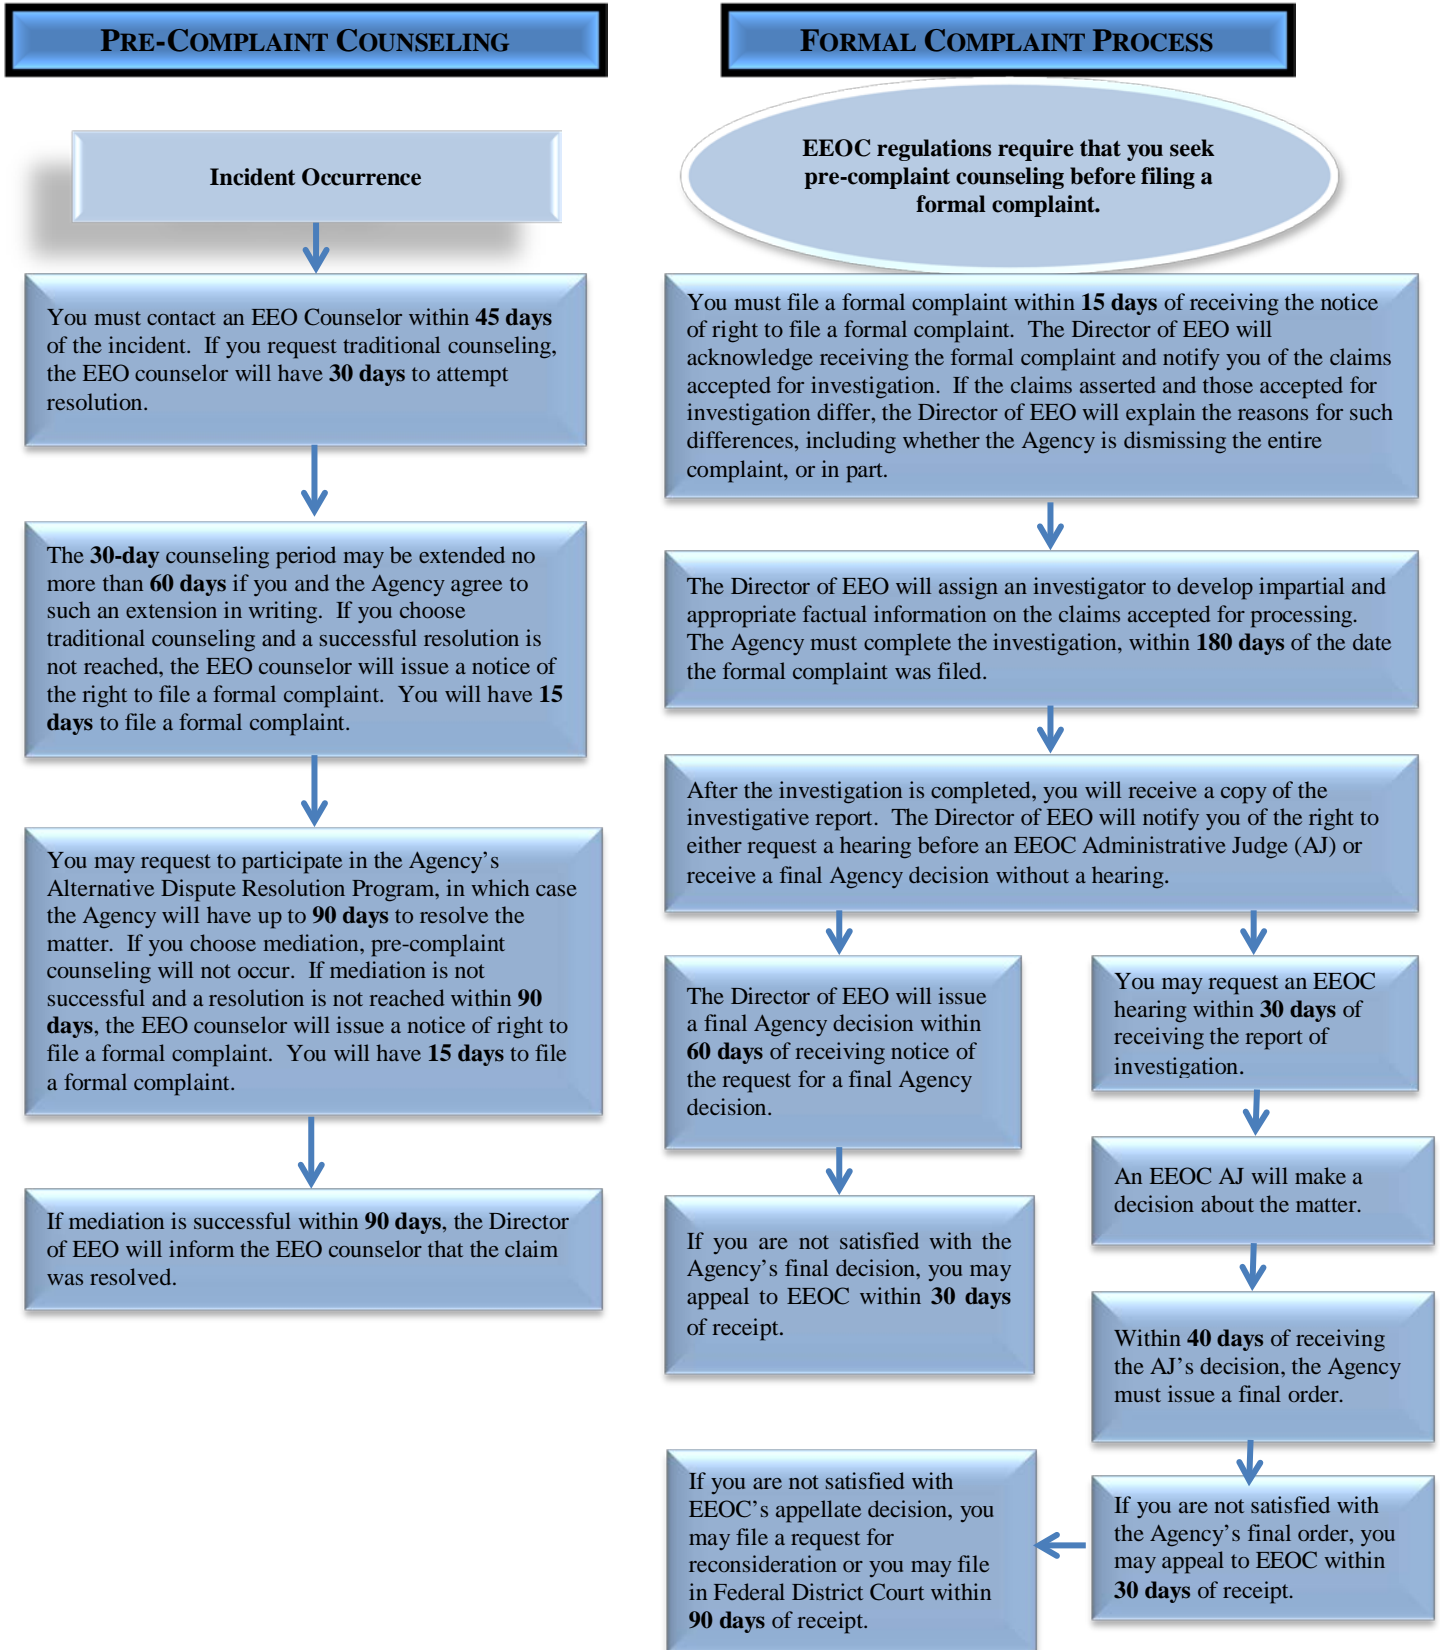 PRE-COMPLAINT COUNSELING
Incident Occurrence
You must contact an EEO Counselor within 45 days
of the incident. If you request traditional counseling,
the EEO counselor will have 30 days to attempt
resolution.
The 30-day counseling period may be extended no
more than 60 days if you and the Agency agree to
such an extension in writing. If you choose
traditional counseling and a successful resolution is
not reached, the EEO counselor will issue a notice of
the right to file a formal complaint. You will have 15
days to file a formal complaint.
You may request to participate in the Agency’s
Alternative Dispute Resolution Program, in which case
the Agency will have up to 90 days to resolve the
matter. If you choose mediation, pre-complaint
counseling will not occur. If mediation is not
successful and a resolution is not reached within 90
days, the EEO counselor will issue a notice of right to
file a formal complaint. You will have 15 days to file
a formal complaint.
If mediation is successful within 90 days, the Director
of EEO will inform the EEO counselor that the claim
was resolved.
FORMAL COMPLAINT PROCESS
EEOC regulations require that you seek
pre-complaint counseling before filing a
formal complaint.
You must file a formal complaint within 15 days of receiving the notice
of right to file a formal complaint. The Director of EEO will
acknowledge receiving the formal complaint and notify you of the claims
accepted for investigation. If the claims asserted and those accepted for
investigation differ, the Director of EEO will explain the reasons for such
differences, including whether the Agency is dismissing the entire
complaint, or in part.
The Director of EEO will assign an investigator to develop impartial and
appropriate factual information on the claims accepted for processing.
The Agency must complete the investigation, within 180 days of the date
the formal complaint was filed.
After the investigation is completed, you will receive a copy of the
investigative report. The Director of EEO will notify you of the right to
either request a hearing before an EEOC Administrative Judge (AJ) or
receive a final Agency decision without a hearing.
The Director of EEO will issue
a final Agency decision within
60 days of receiving notice of
the request for a final Agency
decision.
If you are not satisfied with the
Agency’s final decision, you may
appeal to EEOC within 30 days
of receipt.
You may request an EEOC
hearing within 30 days of
receiving the report of
investigation.
An EEOC AJ will make a
decision about the matter.
Within 40 days of receiving
the AJ’s decision, the Agency
must issue a final order.
If you are not satisfied with
the Agency’s final order, you
may appeal to EEOC within
30 days of receipt.
If you are not satisfied with
EEOC’s appellate decision, you
may file a request for
reconsideration or you may file
in Federal District Court within
90 days of receipt.